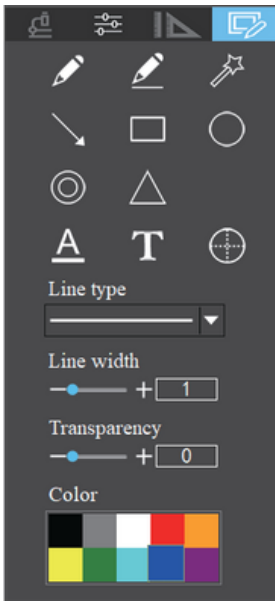 A T
Line type
Line width
1
Transparency
0
Color